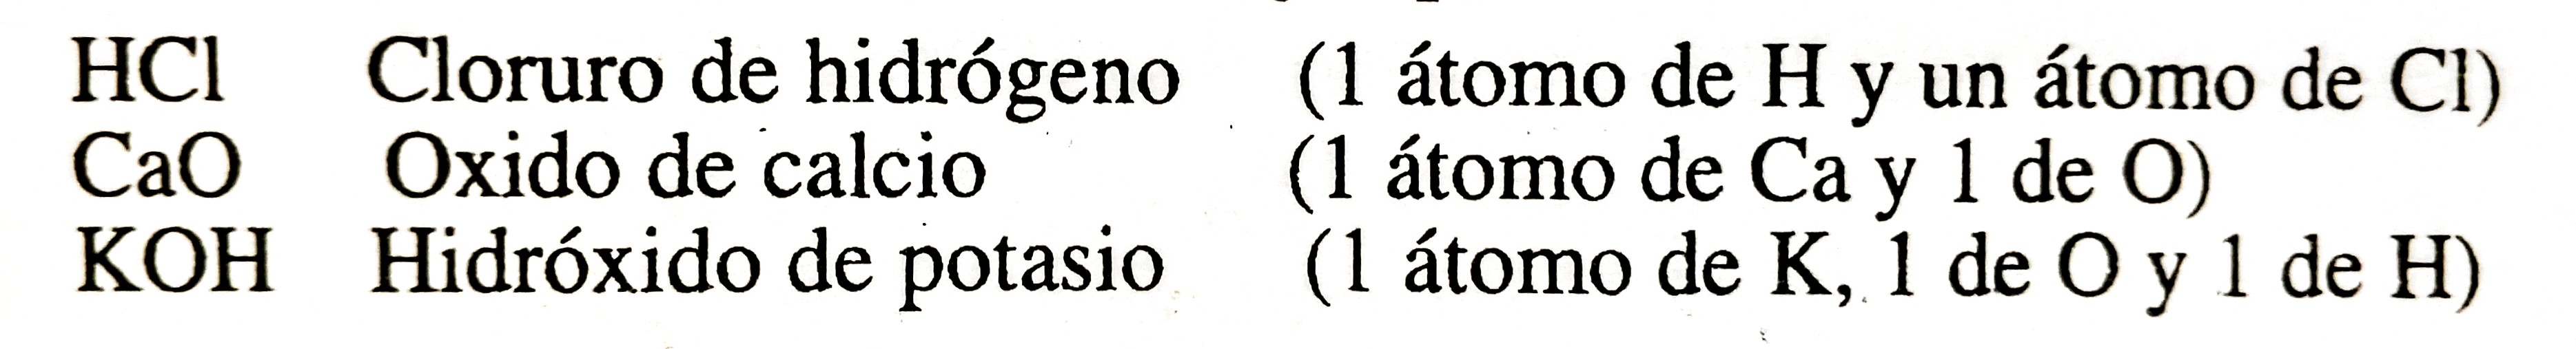 HCl Cloruro de hidrógeno (1 átomo de H y un átomo de Cl)
CaO Oxido de calcio (1 átomo de Ca y 1 de O)
KOH Hidróxido de potasio (1 átomo de K, 1 de O y 1 de H)